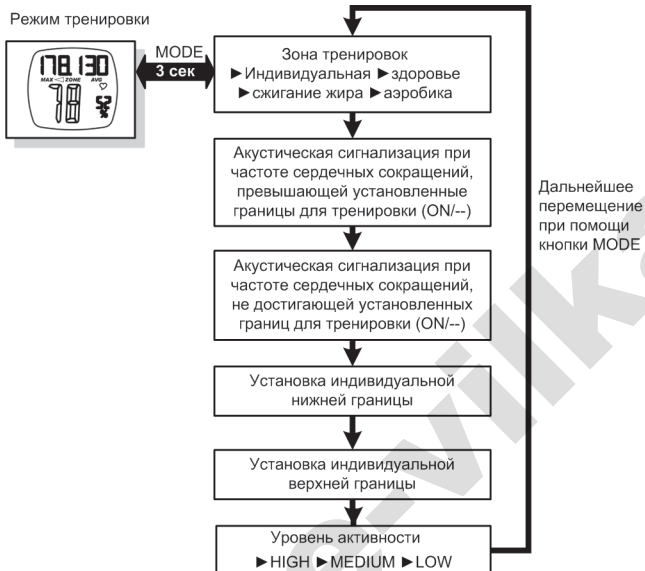 Режим тренировки
178.130
MAX ZONE AVG
78 52
%
MODE
3 сек
Зона тренировок
►Индивидуальная ►здоровье
►сжигание жира ►аэробика
Акустическая сигнализация при
частоте сердечных сокращений,
превышающей установленные
границы для тренировки (ON/--)
Акустическая сигнализация при
частоте сердечных сокращений,
не достигающей установленных
границ для тренировки (ON/--)
Установка индивидуальной
нижней границы
Установка индивидуальной
верхней границы
Уровень активности
►HIGH ►MEDIUM ►LOW
Дальнейшее
перемещение
при помощи
кнопки MODE